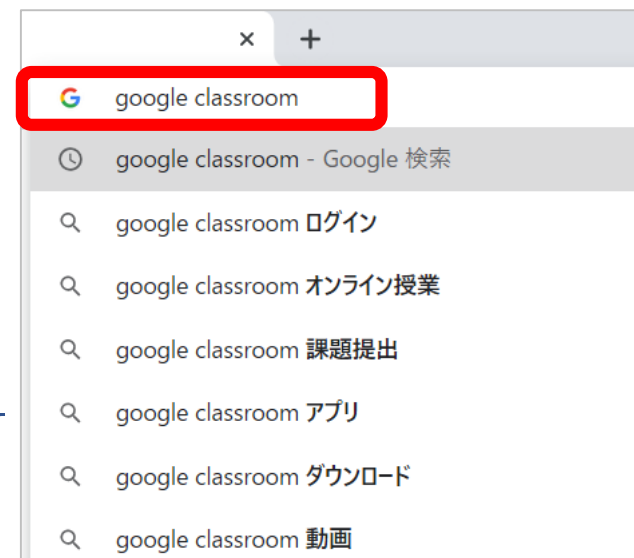 google classroom
google classroom - Google 検索
google classroom ログイン
google classroom オンライン授業
google classroom 課題提出
google classroom アプリ
google classroom ダウンロード
google classroom 動画